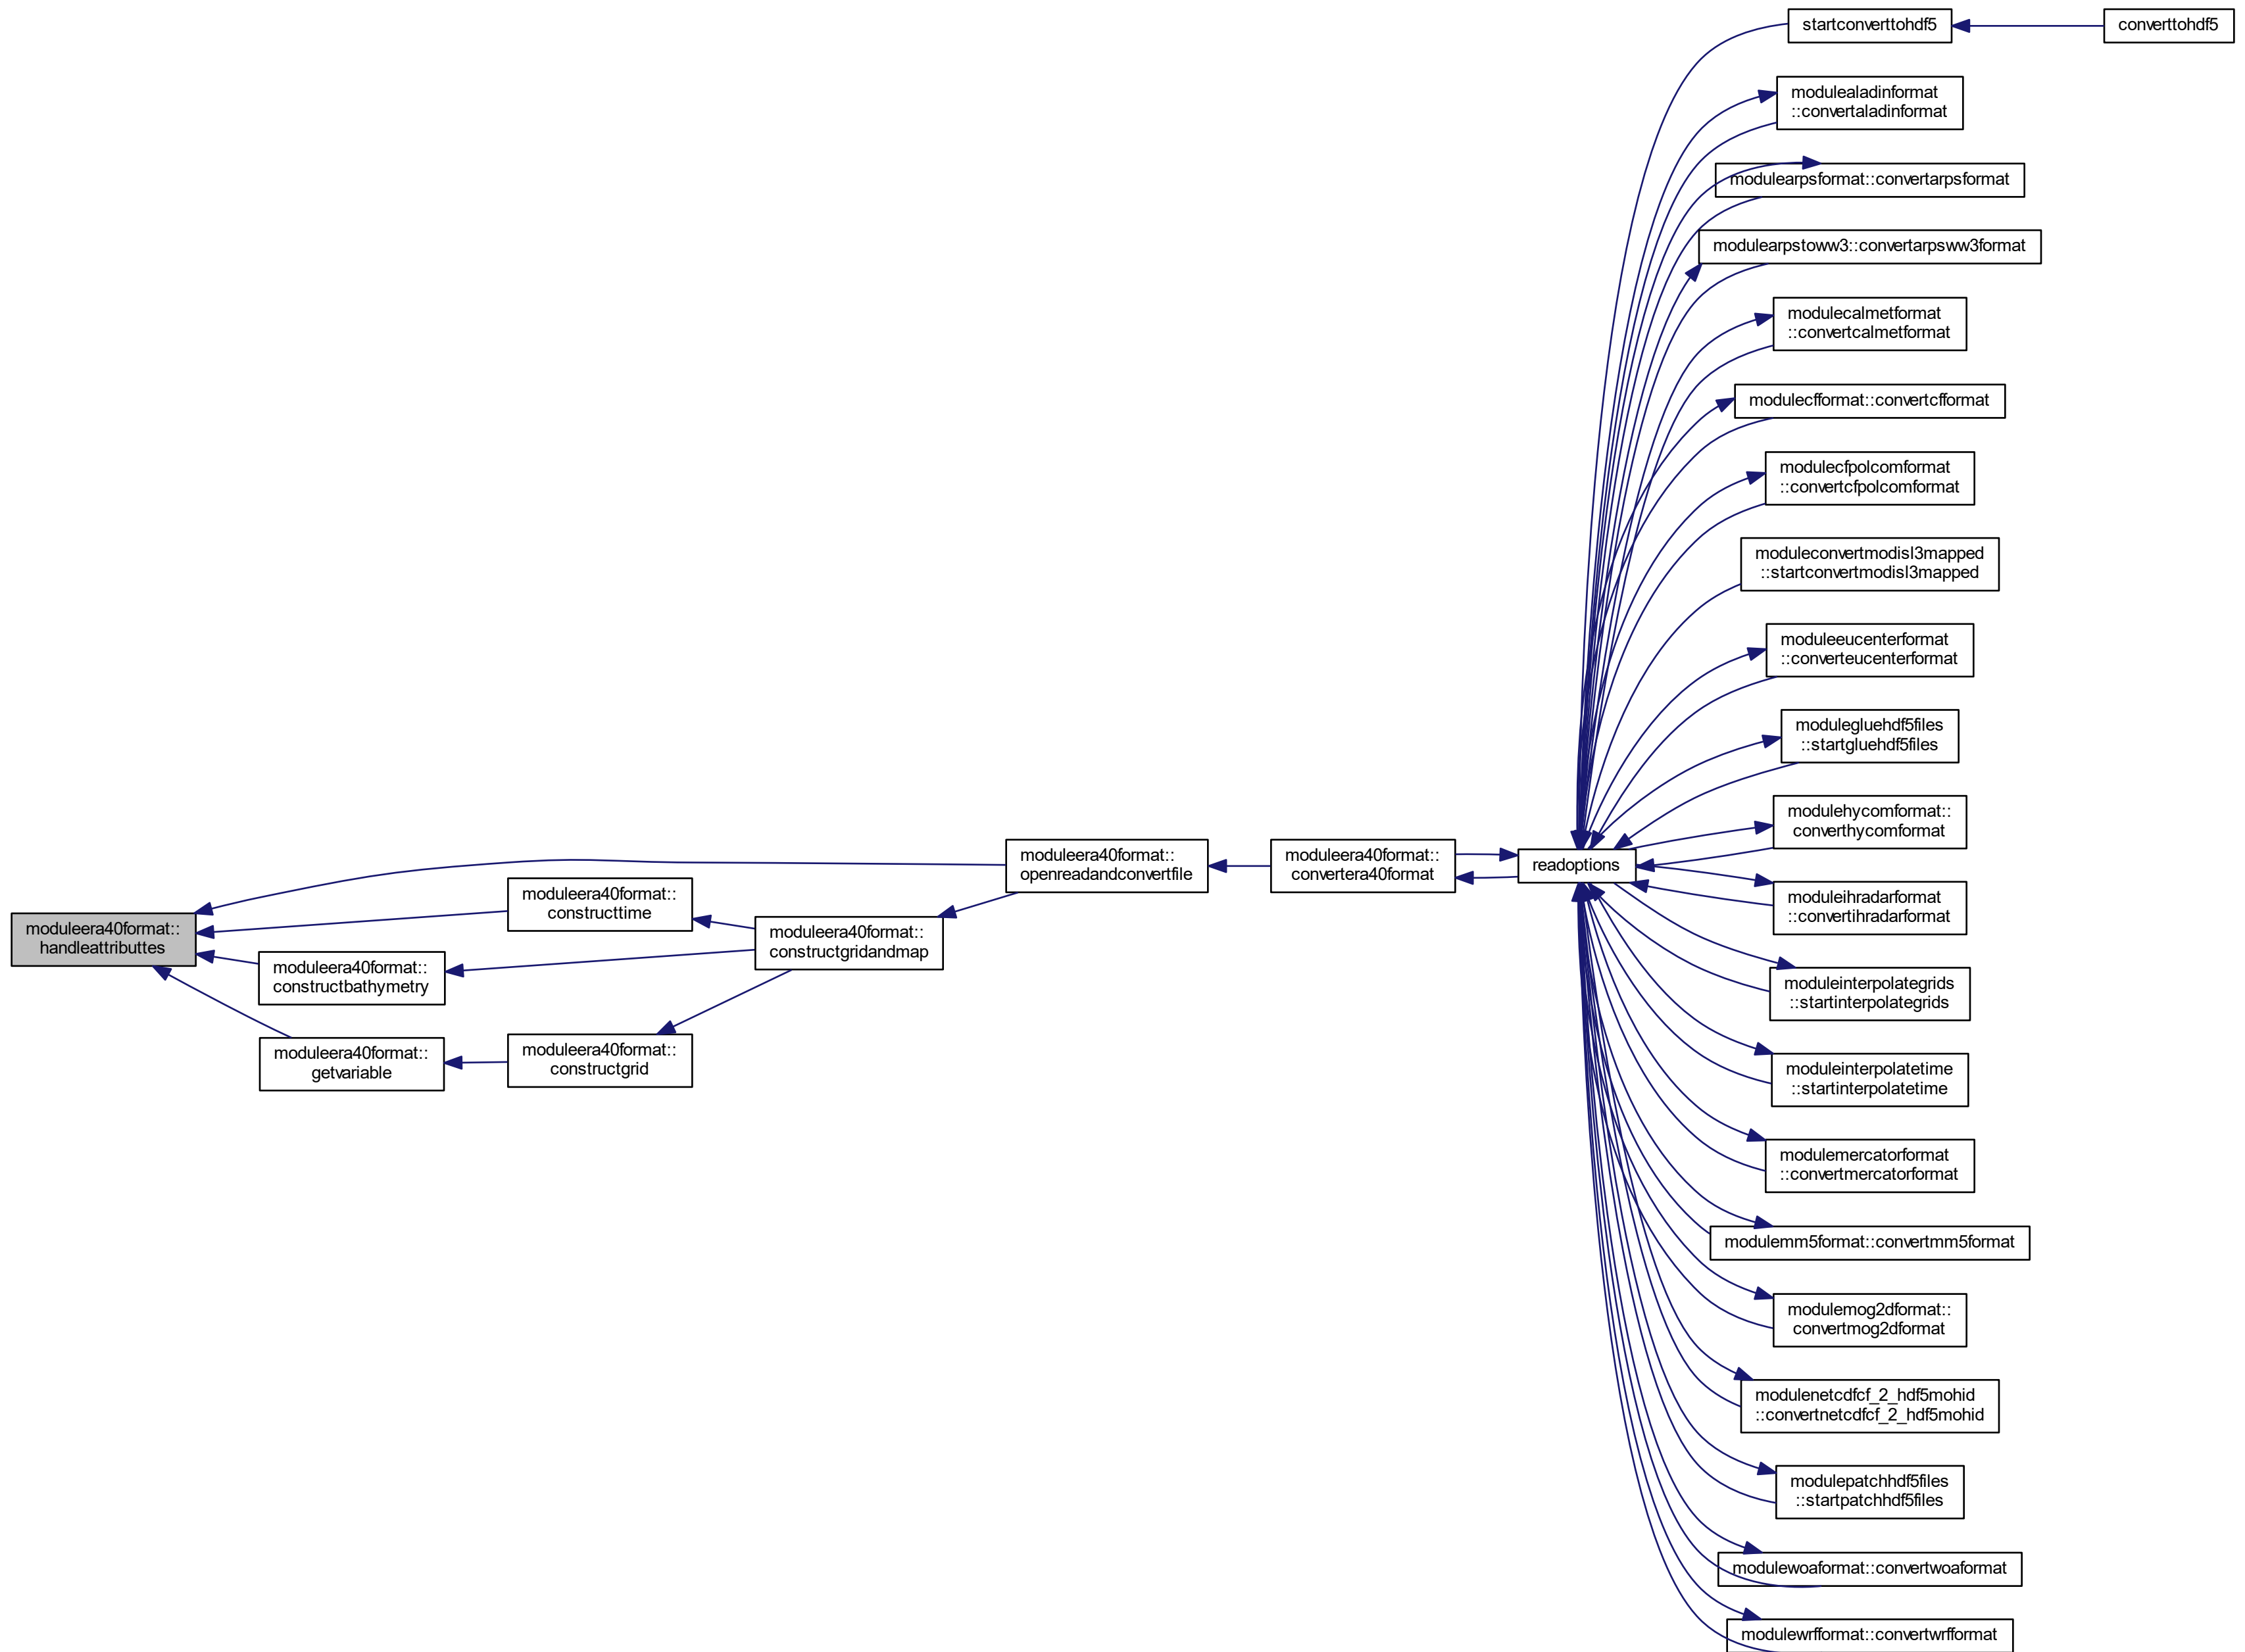 moduleera40format::
handleattributtes
moduleera40format::
constructtime
moduleera40format::
constructbathymetry
moduleera40format::
getvariable
moduleera40format::
constructgrid
moduleera40format::
constructgridandmap
moduleera40format::
openreadandconvertfile
moduleera40format::
convertera40format
readoptions
startconverttohdf5
converttohdf5
modulealadinformat
::convertaladinformat
modulearpsformat::convertarpsformat
modulearpstoww3::convertarpsww3format
modulecalmetformat
::convertcalmetformat
modulecfformat::convertcfformat
modulecfpolcomformat
::convertcfpolcomformat
moduleconvertmodisl3mapped
::startconvertmodisl3mapped
moduleeucenterformat
::converteucenterformat
modulegluehdf5files
::startgluehdf5files
modulehycomformat::
converthycomformat
moduleihradarformat
::convertihradarformat
moduleinterpolategrids
::startinterpolategrids
moduleinterpolatetime
::startinterpolatetime
modulemercatorformat
::convertmercatorformat
modulemm5format::convertmm5format
modulemog2dformat::
convertmog2dformat
modulenetcdfcf_2_hdf5mohid
::convertnetcdfcf_2_hdf5mohid
modulepatchhdf5files
::startpatchhdf5files
modulewoaformat::convertwoaformat
modulewrfformat::convertwrfformat